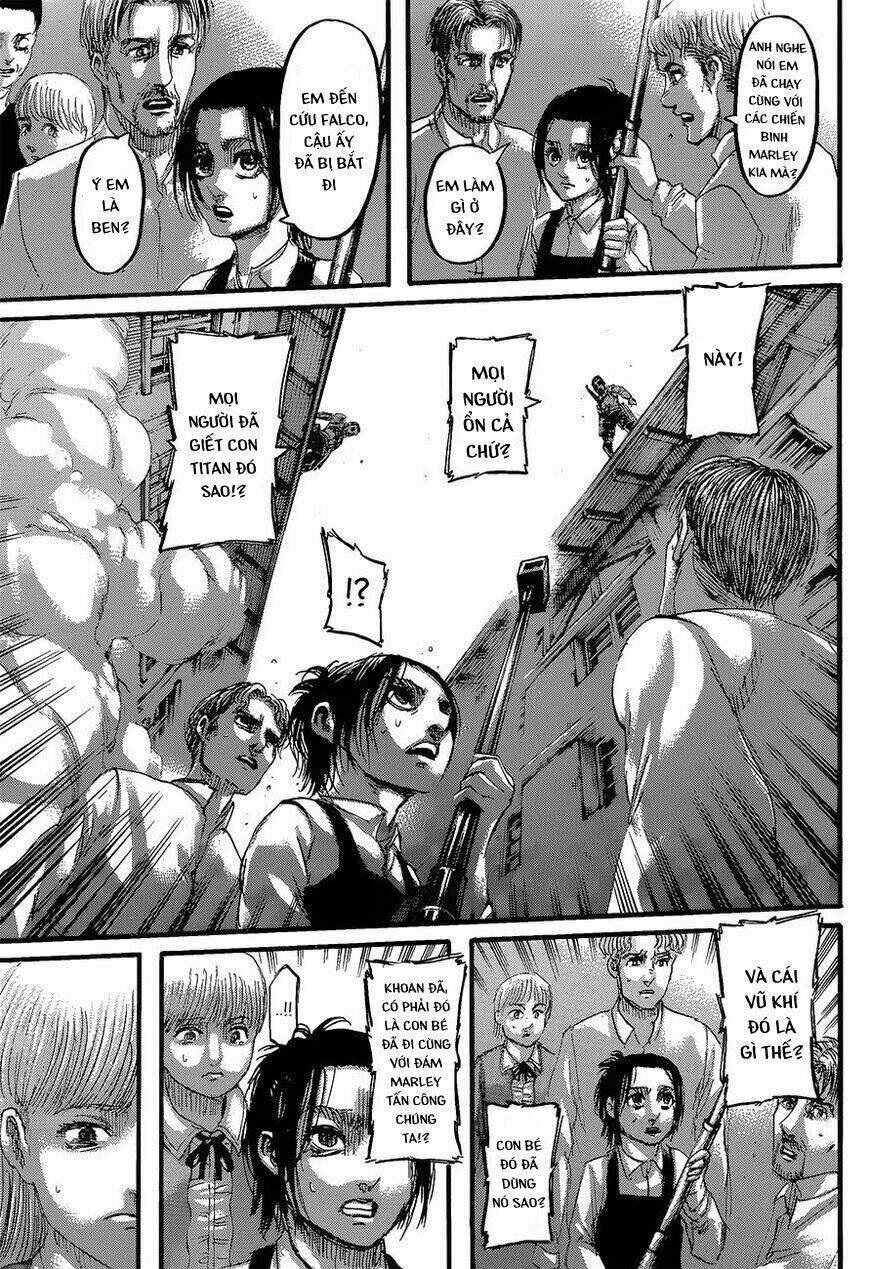 ANH NGHE
NÓI EM
ĐÃ CHẠY
CÙNG VỚI
CÁC CHIẾN
BINH
MARLEY
KIA MÀ?
EM LÀM
GÌ Ở
ĐÂY?
EM ĐẾN
CỨU FALCO,
CẬU ẤY
ĐÃ BỊ BẮT
ĐI
Ý EM
LÀ
BEN?
NÀY!
MỌI
NGƯỜI
ỔN CẢ
CHỨ?
MỌI
NGƯỜI ĐÃ
GIẾT CON
TITAN ĐÓ
SAO!?
!?
VÀ CÁI
VŨ KHÍ
ĐÓ LÀ
GÌ THẾ?
CON BÉ
ĐÓ ĐÃ
DÙNG
NÓ SAO?
KHOAN ĐÃ,
CÓ PHẢI ĐÓ
LÀ CON BÉ
ĐÃ ĐI CÙNG
VỚI ĐÁM
MARLEY
TẤN CÔNG
CHÚNG
TA!?
...!!